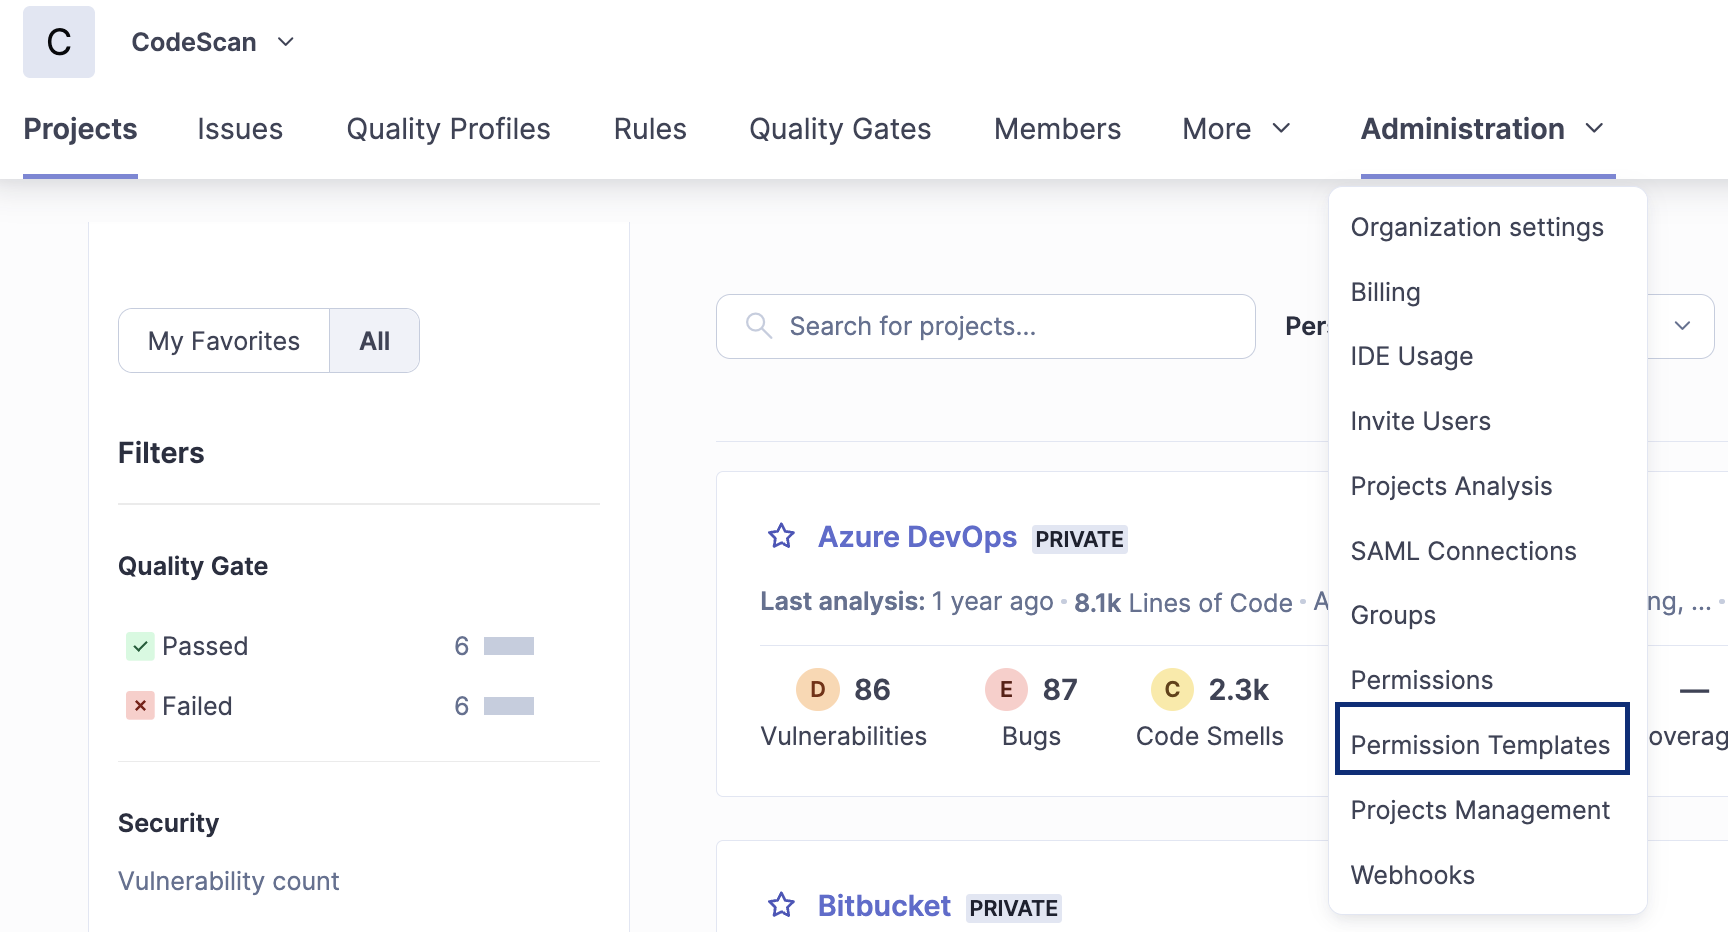 C
CodeScan
Projects Issues Quality Profiles Rules Quality Gates Members More Administration
My Favorites All
Filters
Quality Gate
Passed 6
Failed 6
Security
Vulnerability count
Search for projects...
Azure DevOps PRIVATE
Last analysis: 1 year ago • 8.1k Lines of Code •
D 86 E 87 C 2.3k —
Vulnerabilities Bugs Code Smells
Bitbucket PRIVATE
Organization settings
Billing
IDE Usage
Invite Users
Projects Analysis
SAML Connections
Groups
Permissions
Permission Templates
Projects Management
Webhooks